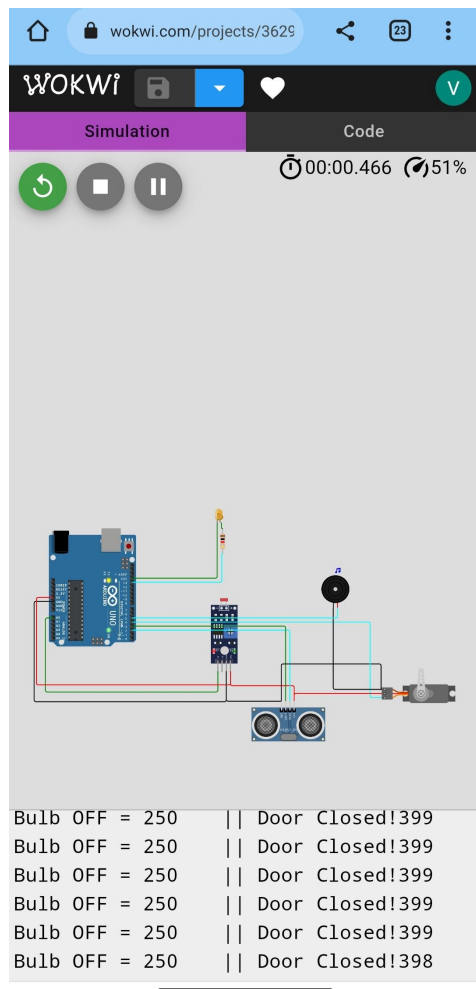 wokwi.com/projects/3629
23
WOKWi
V
Simulation
Code
00:00.466
51%
UNO
ARDUINO
Bulb OFF = 250 || Door Closed!399
Bulb OFF = 250 || Door Closed!399
Bulb OFF = 250 || Door Closed!399
Bulb OFF = 250 || Door Closed!399
Bulb OFF = 250 || Door Closed!399
Bulb OFF = 250 || Door Closed!398